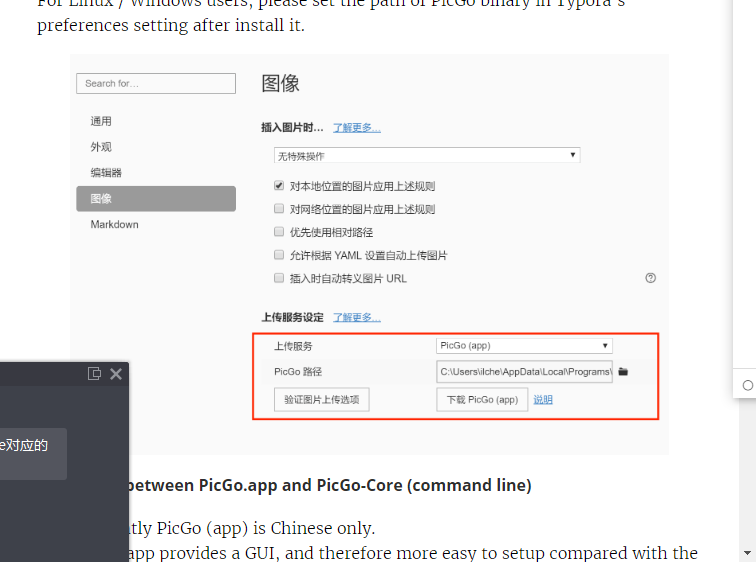 For Linux / Windows users, please set the path of PicGo binary in Typora's
preferences setting after install it.
Search for...
图像
通用
外观
编辑器
图像
Markdown
插入图片时... 了解更多...
无特殊操作
对本地位置的图片应用上述规则
对网络位置的图片应用上述规则
优先使用相对路径
允许根据 YAML 设置自动上传图片
插入时自动转义图片 URL
上传服务设定 了解更多...
上传服务 PicGo (app)
PicGo 路径 C:\Users\ilche\AppData\Local\Programs\
验证图片上传选项 下载 PicGo (app) 说明
e对应的
between PicGo.app and PicGo-Core (command line)
tly PicGo (app) is Chinese only.
app provides a GUI, and therefore more easy to setup compared with the